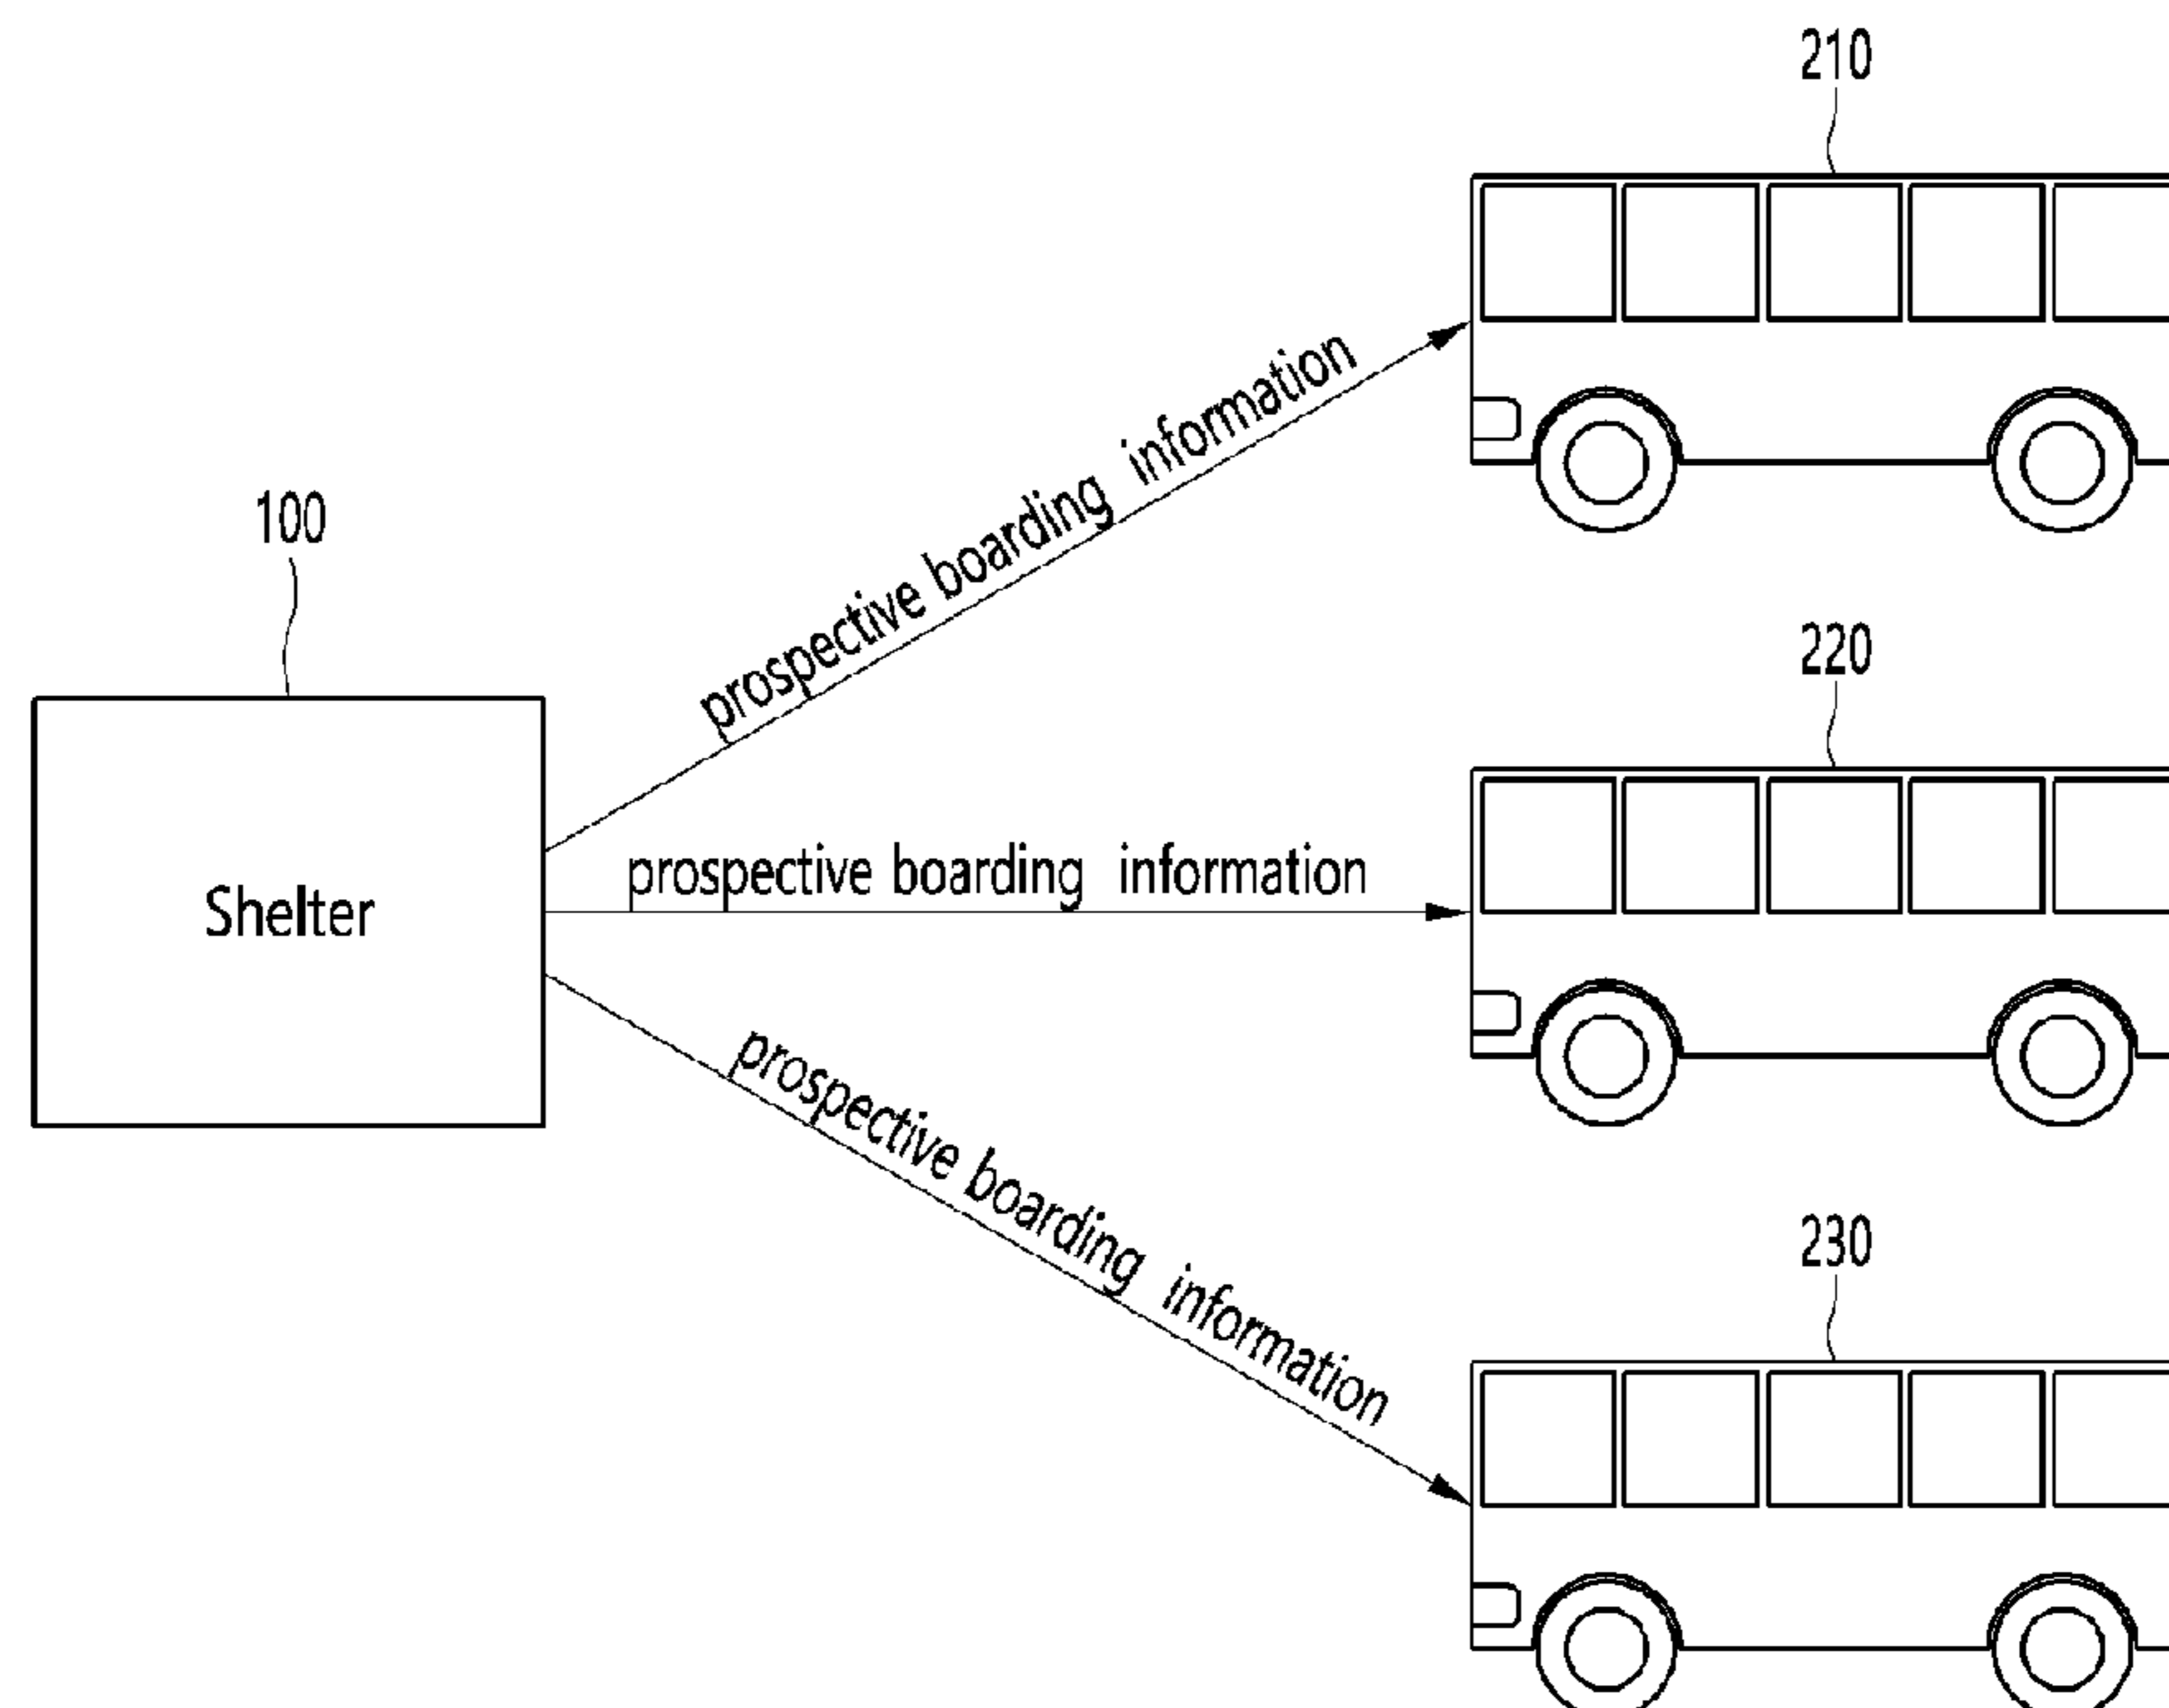 210
prospective boarding information
100
220
prospective boarding information
Shelter
prospective boarding information
230